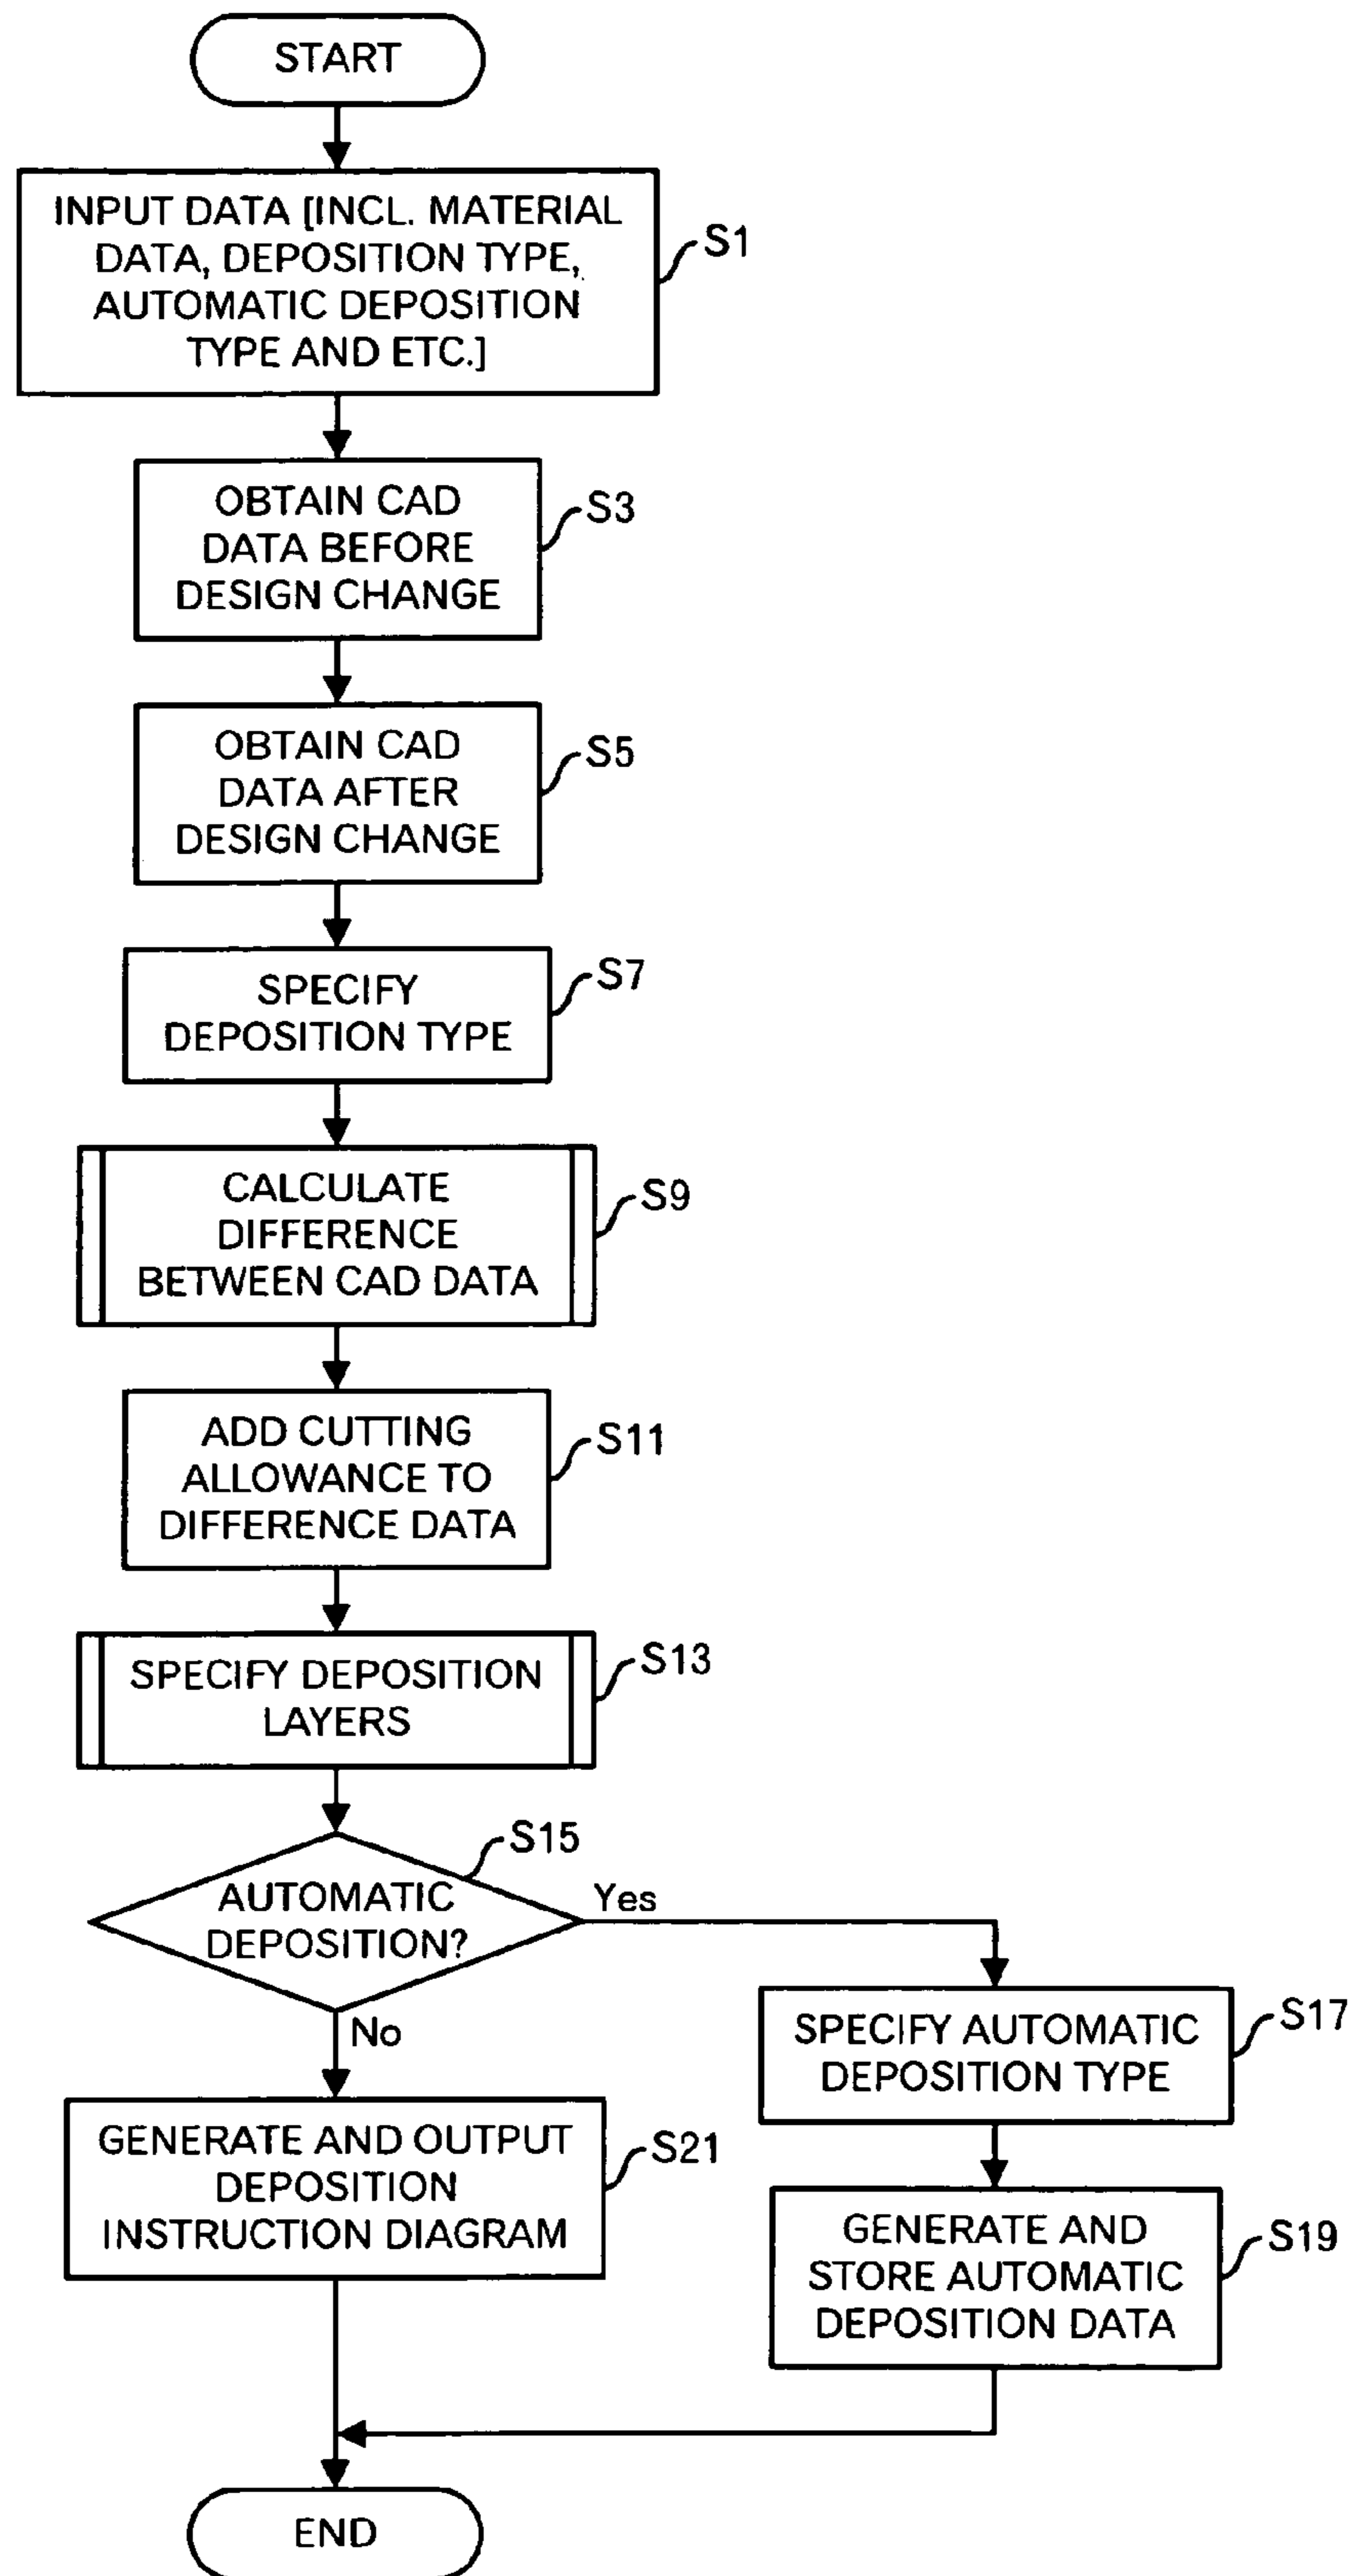 START
INPUT DATA [INCL. MATERIAL
DATA, DEPOSITION TYPE,
AUTOMATIC DEPOSITION
TYPE AND ETC.]
S1
OBTAIN CAD
DATA BEFORE
DESIGN CHANGE
S3
OBTAIN CAD
DATA AFTER
DESIGN CHANGE
S5
SPECIFY
DEPOSITION TYPE
S7
CALCULATE
DIFFERENCE
BETWEEN CAD DATA
S9
ADD CUTTING
ALLOWANCE TO
DIFFERENCE DATA
S11
SPECIFY DEPOSITION
LAYERS
S13
AUTOMATIC
DEPOSITION?
S15
Yes
No
SPECIFY AUTOMATIC
DEPOSITION TYPE
S17
GENERATE AND OUTPUT
DEPOSITION
INSTRUCTION DIAGRAM
S21
GENERATE AND
STORE AUTOMATIC
DEPOSITION DATA
S19
END